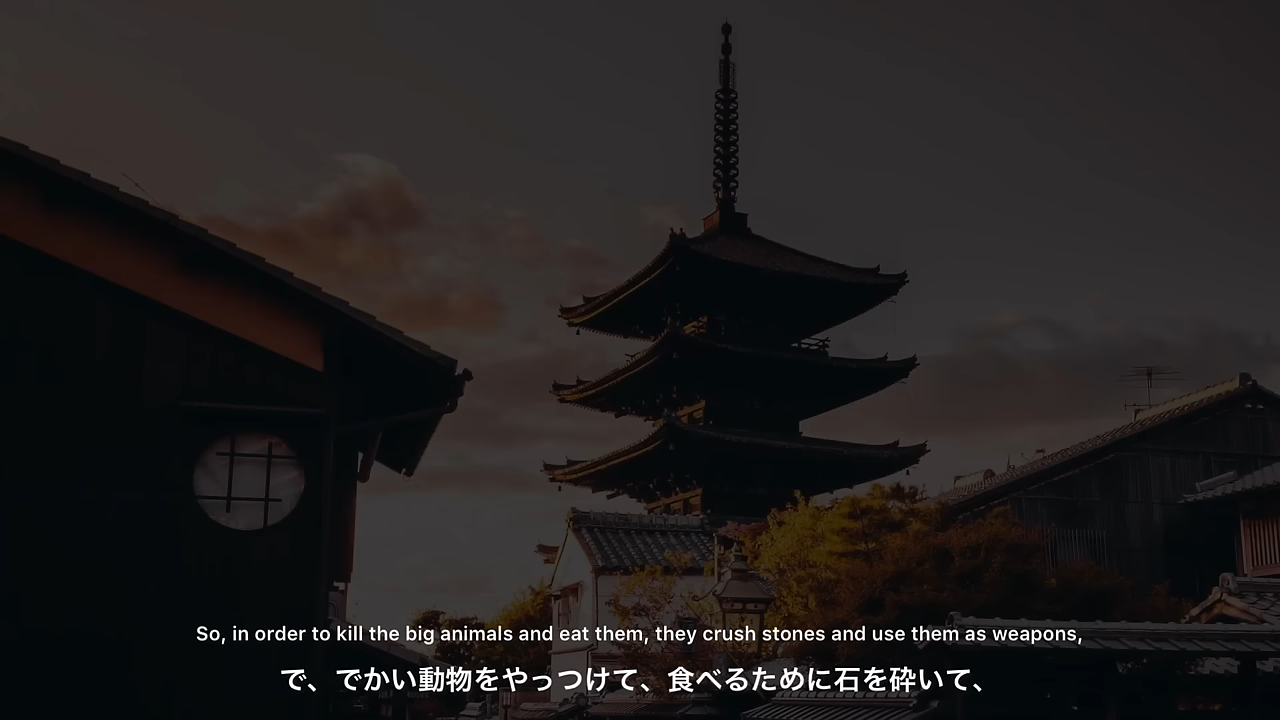 So, in order to kill the big animals and eat them, they crush stones and use them as weapons,
で、でかい動物をやっつけて、食べるために石を砕いて、